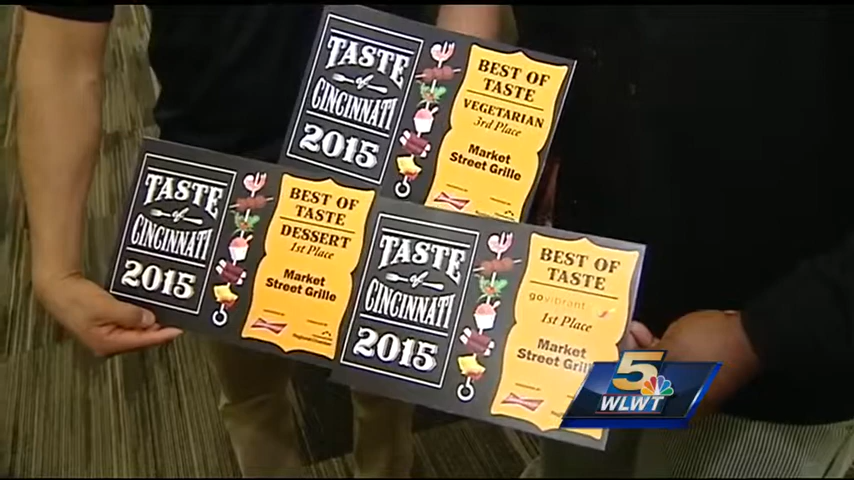 TASTE
of
CINCINNATI
2015
BEST OF
TASTE
VEGETARIAN
3rd Place
Market
Street Grille
TASTE
of
CINCINNATI
2015
BEST OF
TASTE
DESSERT
1st Place
Market
Street Grille
TASTE
of
CINCINNATI
2015
BEST OF
TASTE
govibrant
1st Place
Market
Street Grill
5
WLWT